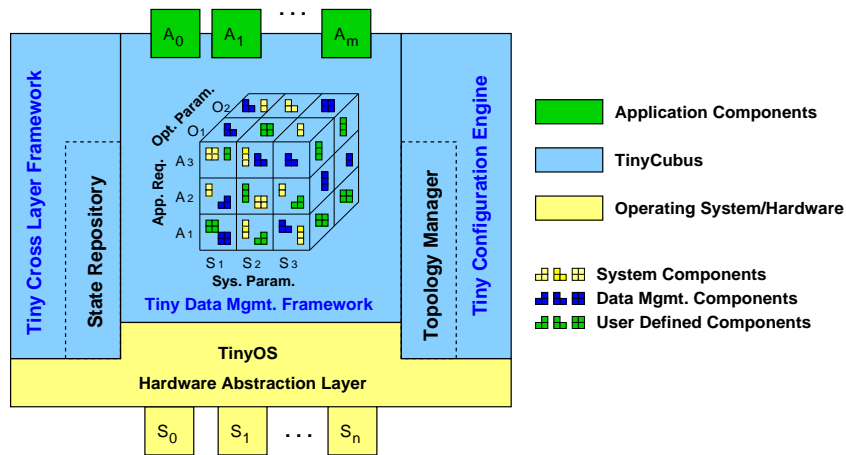 A0 A1 ... Am
Tiny Cross Layer Framework
State Repository
Opt. Param.
O2
O1
App. Req.
A3
A2
A1
S1 S2 S3
Sys. Param.
Tiny Data Mgmt. Framework
Topology Manager
Tiny Configuration Engine
TinyOS
Hardware Abstraction Layer
S0 S1 ... Sn
Application Components
TinyCubus
Operating System/Hardware
System Components
Data Mgmt. Components
User Defined Components